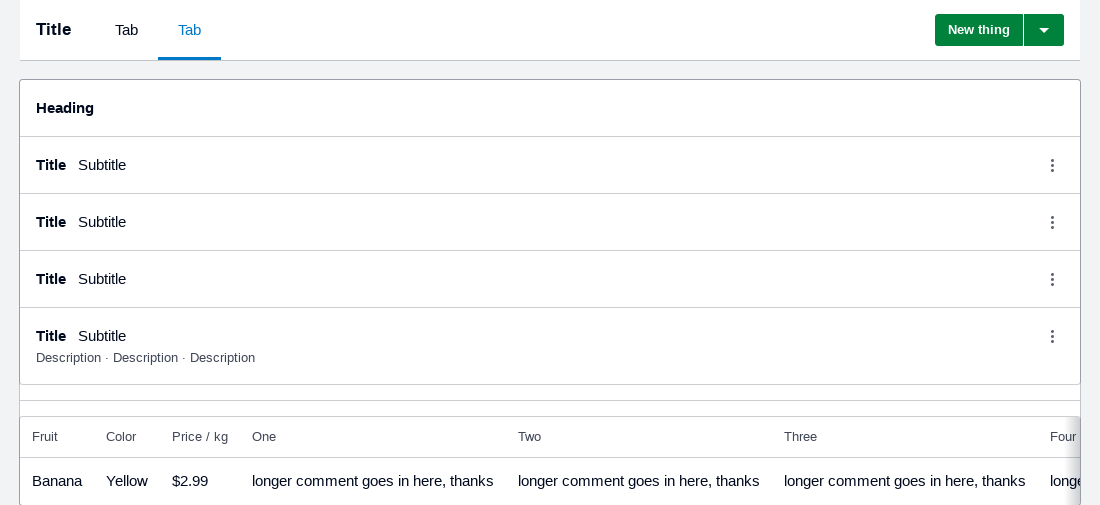 Title Tab Tab New thing
Heading
Title Subtitle
Title Subtitle
Title Subtitle
Title Subtitle
Description · Description · Description
Fruit Color Price / kg One Two Three Four
Banana Yellow $2.99 longer comment goes in here, thanks longer comment goes in here, thanks longer comment goes in here, thanks